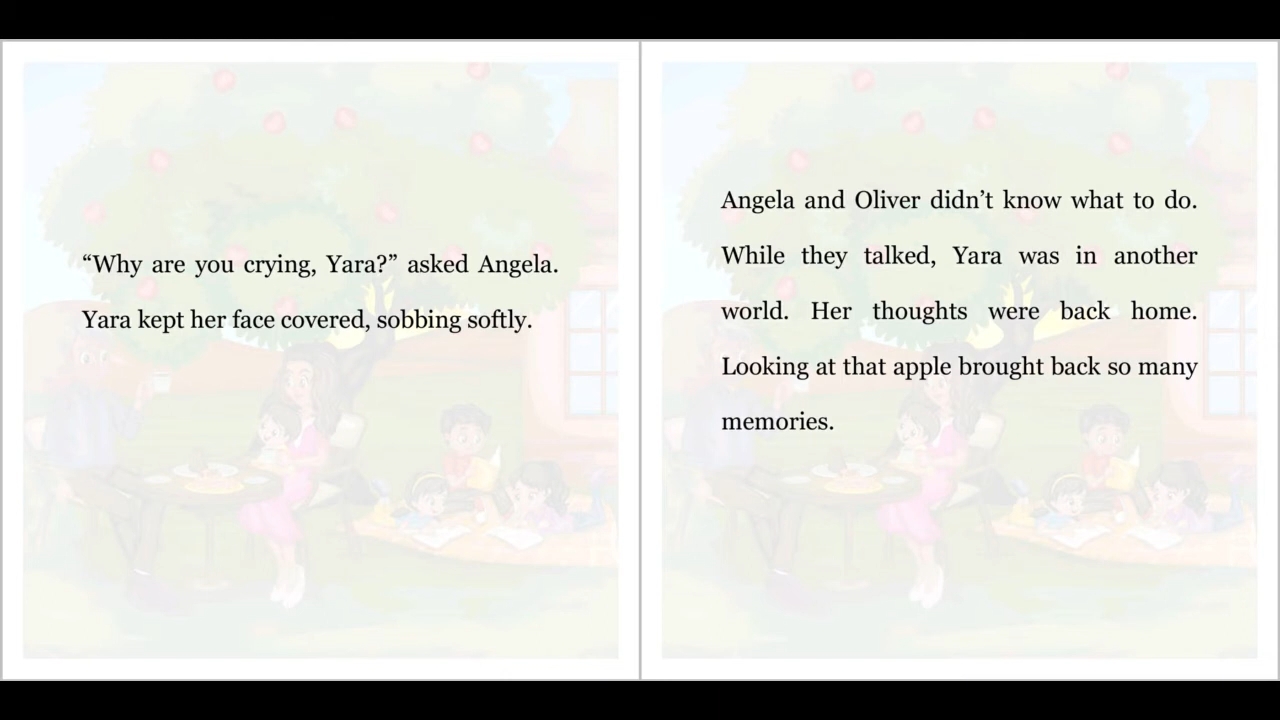 “Why are you crying, Yara?” asked Angela.
Yara kept her face covered, sobbing softly.
Angela and Oliver didn’t know what to do.
While they talked, Yara was in another
world. Her thoughts were back home.
Looking at that apple brought back so many
memories.